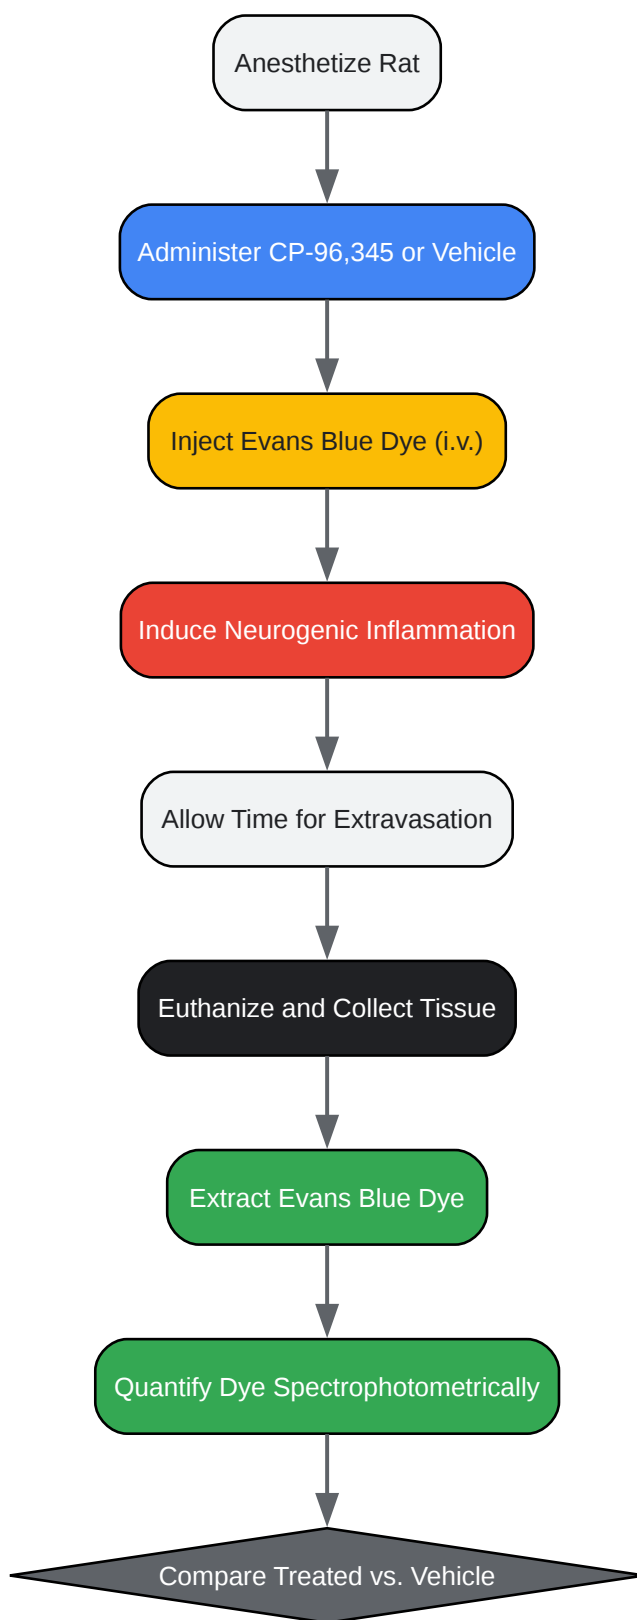 Anesthetize Rat
Administer CP-96,345 or Vehicle
Inject Evans Blue Dye (i.v.)
Induce Neurogenic Inflammation
Allow Time for Extravasation
Euthanize and Collect Tissue
Extract Evans Blue Dye
Quantify Dye Spectrophotometrically
Compare Treated vs. Vehicle